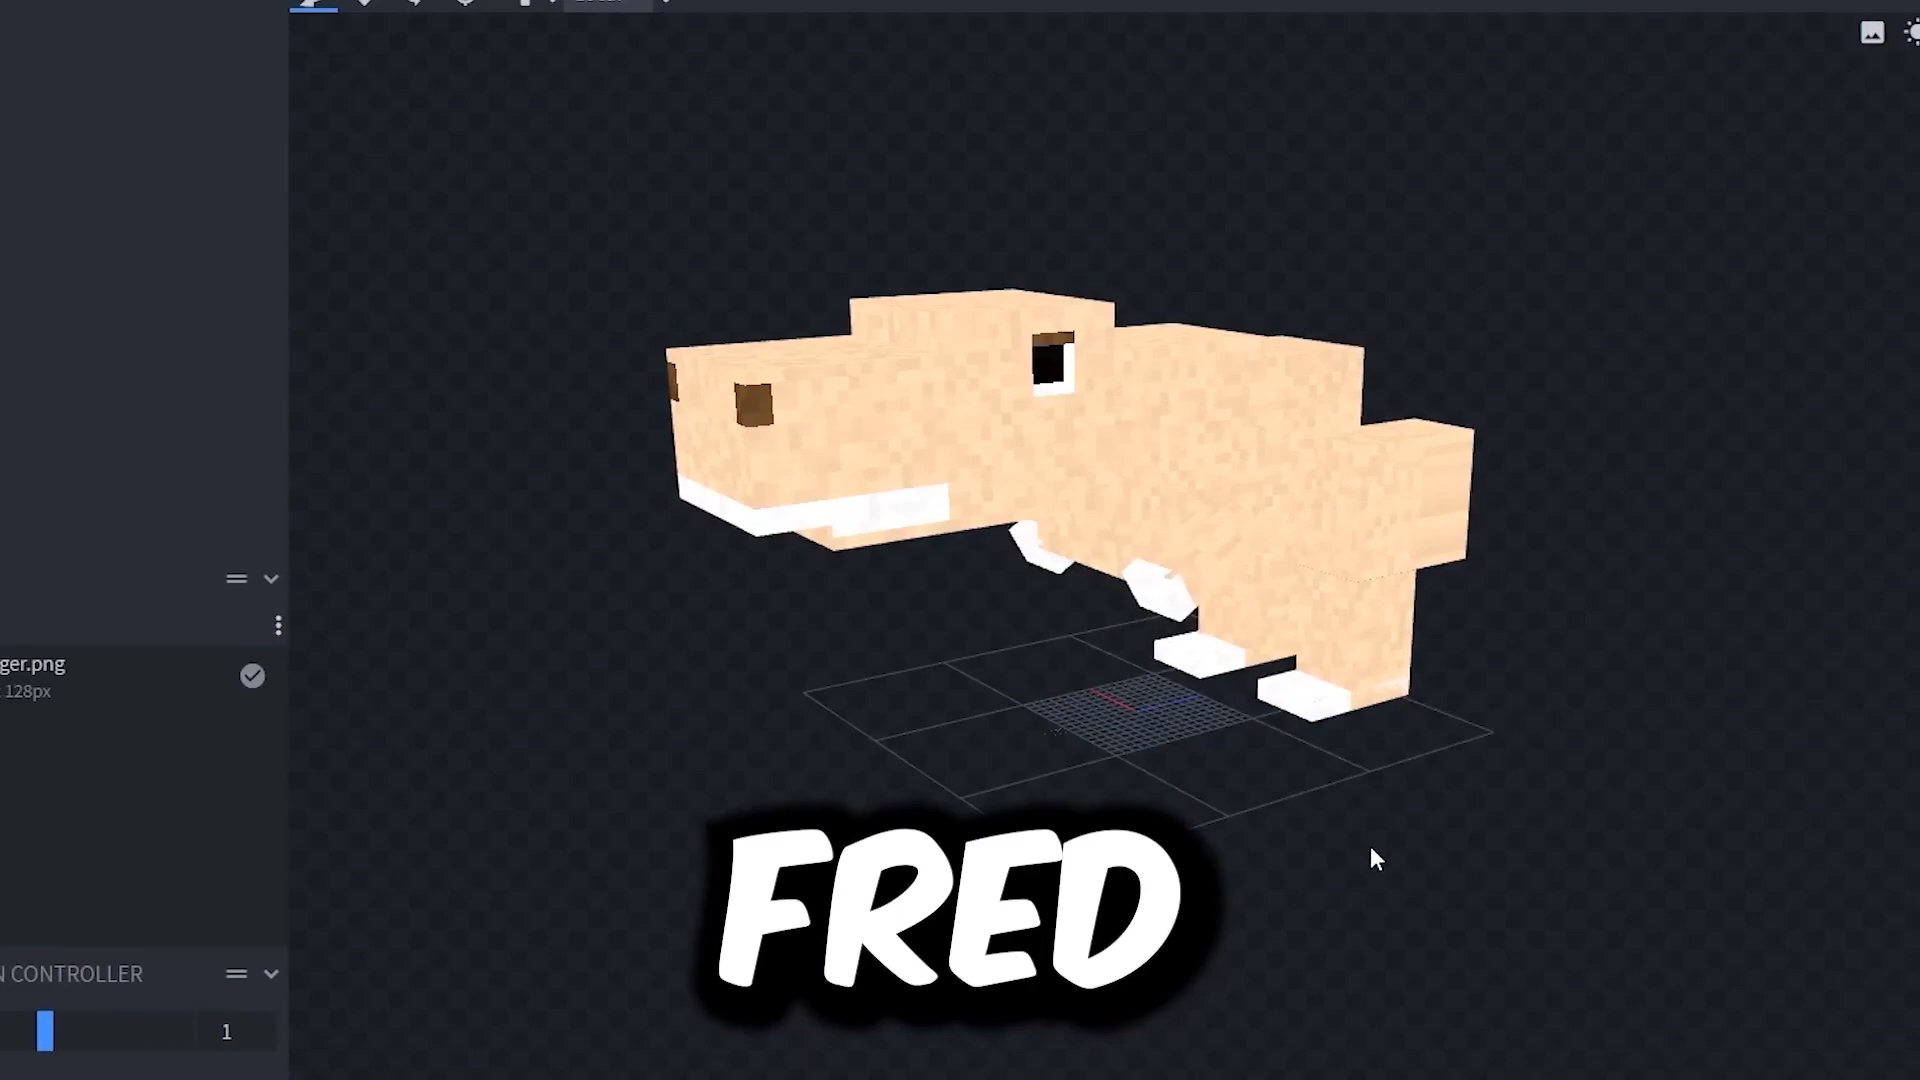 ger.png
128px
FRED
N CONTROLLER
1